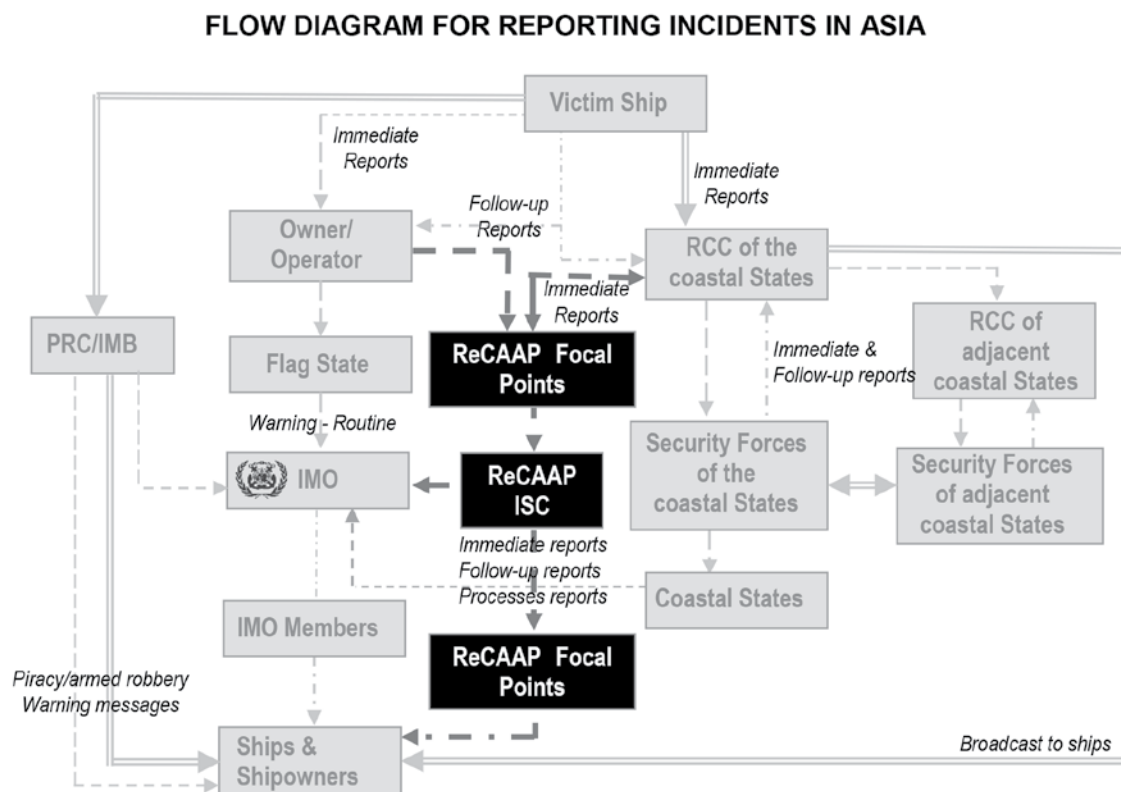 FLOW DIAGRAM FOR REPORTING INCIDENTS IN ASIA
Victim Ship
Immediate
Reports
Immediate
Reports
Follow-up
Reports
Owner/
Operator
RCC of the
coastal States
Immediate
Reports
PRC/IMB
Flag State
ReCAAP Focal
Points
Immediate &
Follow-up reports
RCC of
adjacent
coastal States
Warning - Routine
IMO
ReCAAP
ISC
Security Forces
of the
coastal States
Security Forces
of adjacent
coastal States
Immediate reports
Follow-up reports
Processes reports
Coastal States
IMO Members
ReCAAP Focal
Points
Piracy/armed robbery
Warning messages
Ships &
Shipowners
Broadcast to ships